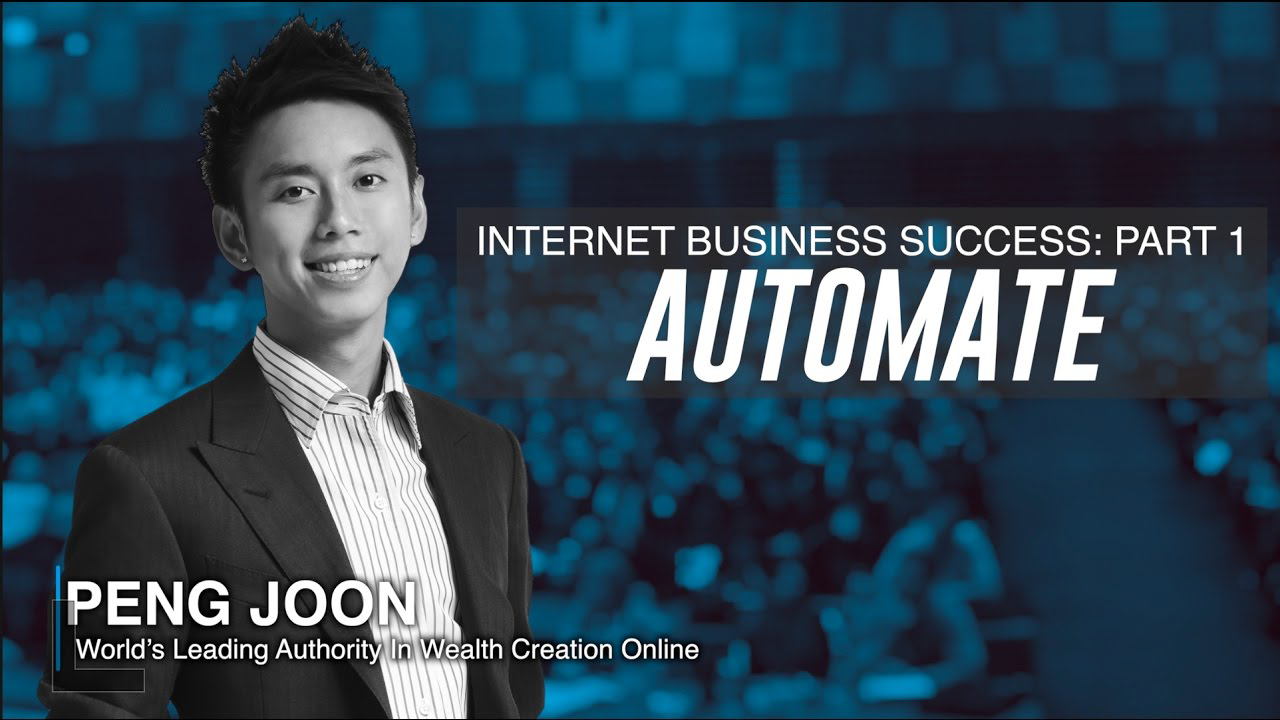 INTERNET BUSINESS SUCCESS: PART 1
AUTOMATE
PENG JOON
World's Leading Authority In Wealth Creation Online